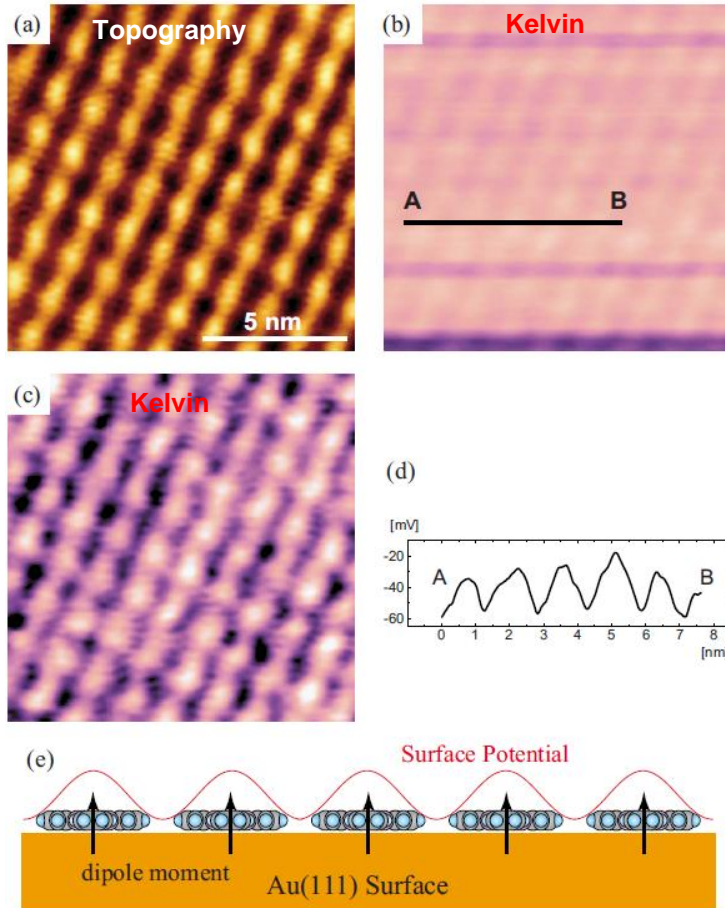 (a)
Topography
5 nm
(b)
Kelvin
A
B
(c)
Kelvin
(d)
[mV]
-20
-40
-60
A
B
0 1 2 3 4 5 6 7 8
[nm
(e)
Surface Potential
dipole moment
Au(111) Surface